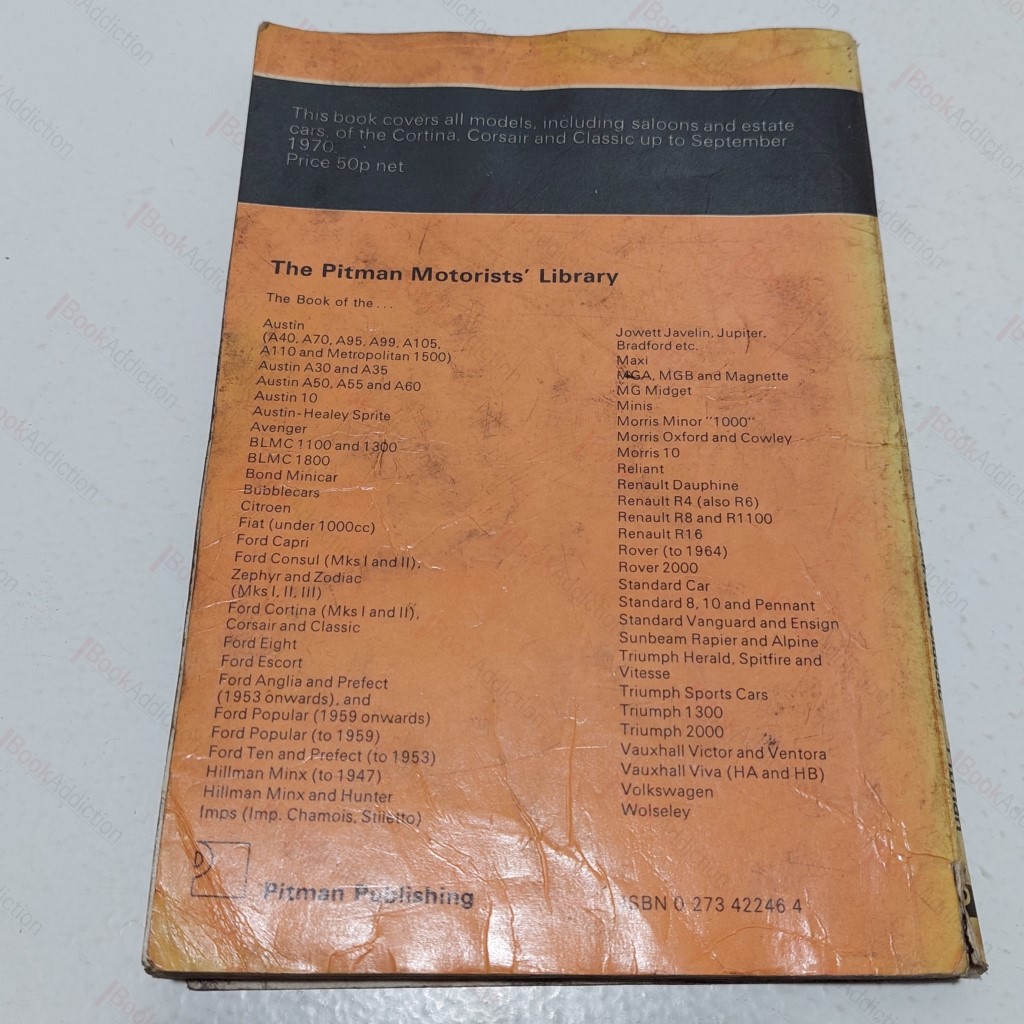 This book covers all models, including saloons and estate
cars, of the Cortina, Corsair and Classic up to September
1970.
Price 50p net
The Pitman Motorists' Library
The Book of the...
Austin
(A40, A70, A95, A99, A105,
A110 and Metropolitan 1500)
Austin A30 and A35
Austin A50, A55 and A60
Austin 10
Austin-Healey Sprite
Avenger
BLMC 1100 and 1300
BLMC 1800
Bond Minicar
Bubblecars
Citroen
Fiat (under 1000cc)
Ford Capri
Ford Consul (Mks I and II),
Zephyr and Zodiac
(Mks I, II, III)
Ford Cortina (Mks I and II),
Corsair and Classic
Ford Eight
Ford Escort
Ford Anglia and Prefect
(1953 onwards), and
Ford Popular (1959 onwards)
Ford Popular (to 1959)
Ford Ten and Prefect (to 1953)
Hillman Minx (to 1947)
Hillman Minx and Hunter
Imps (Imp, Chamois, Stiletto)
Jowett Javelin, Jupiter,
Bradford etc.
Maxi
MGA, MGB and Magnette
MG Midget
Minis
Morris Minor "1000"
Morris Oxford and Cowley
Morris 10
Reliant
Renault Dauphine
Renault R4 (also R6)
Renault R8 and R1100
Renault R16
Rover (to 1964)
Rover 2000
Standard Car
Standard 8, 10 and Pennant
Standard Vanguard and Ensign
Sunbeam Rapier and Alpine
Triumph Herald, Spitfire and
Vitesse
Triumph Sports Cars
Triumph 1300
Triumph 2000
Vauxhall Victor and Ventora
Vauxhall Viva (HA and HB)
Volkswagen
Wolseley
Pitman Publishing
ISBN 0 273 42246 4
BookAddiction